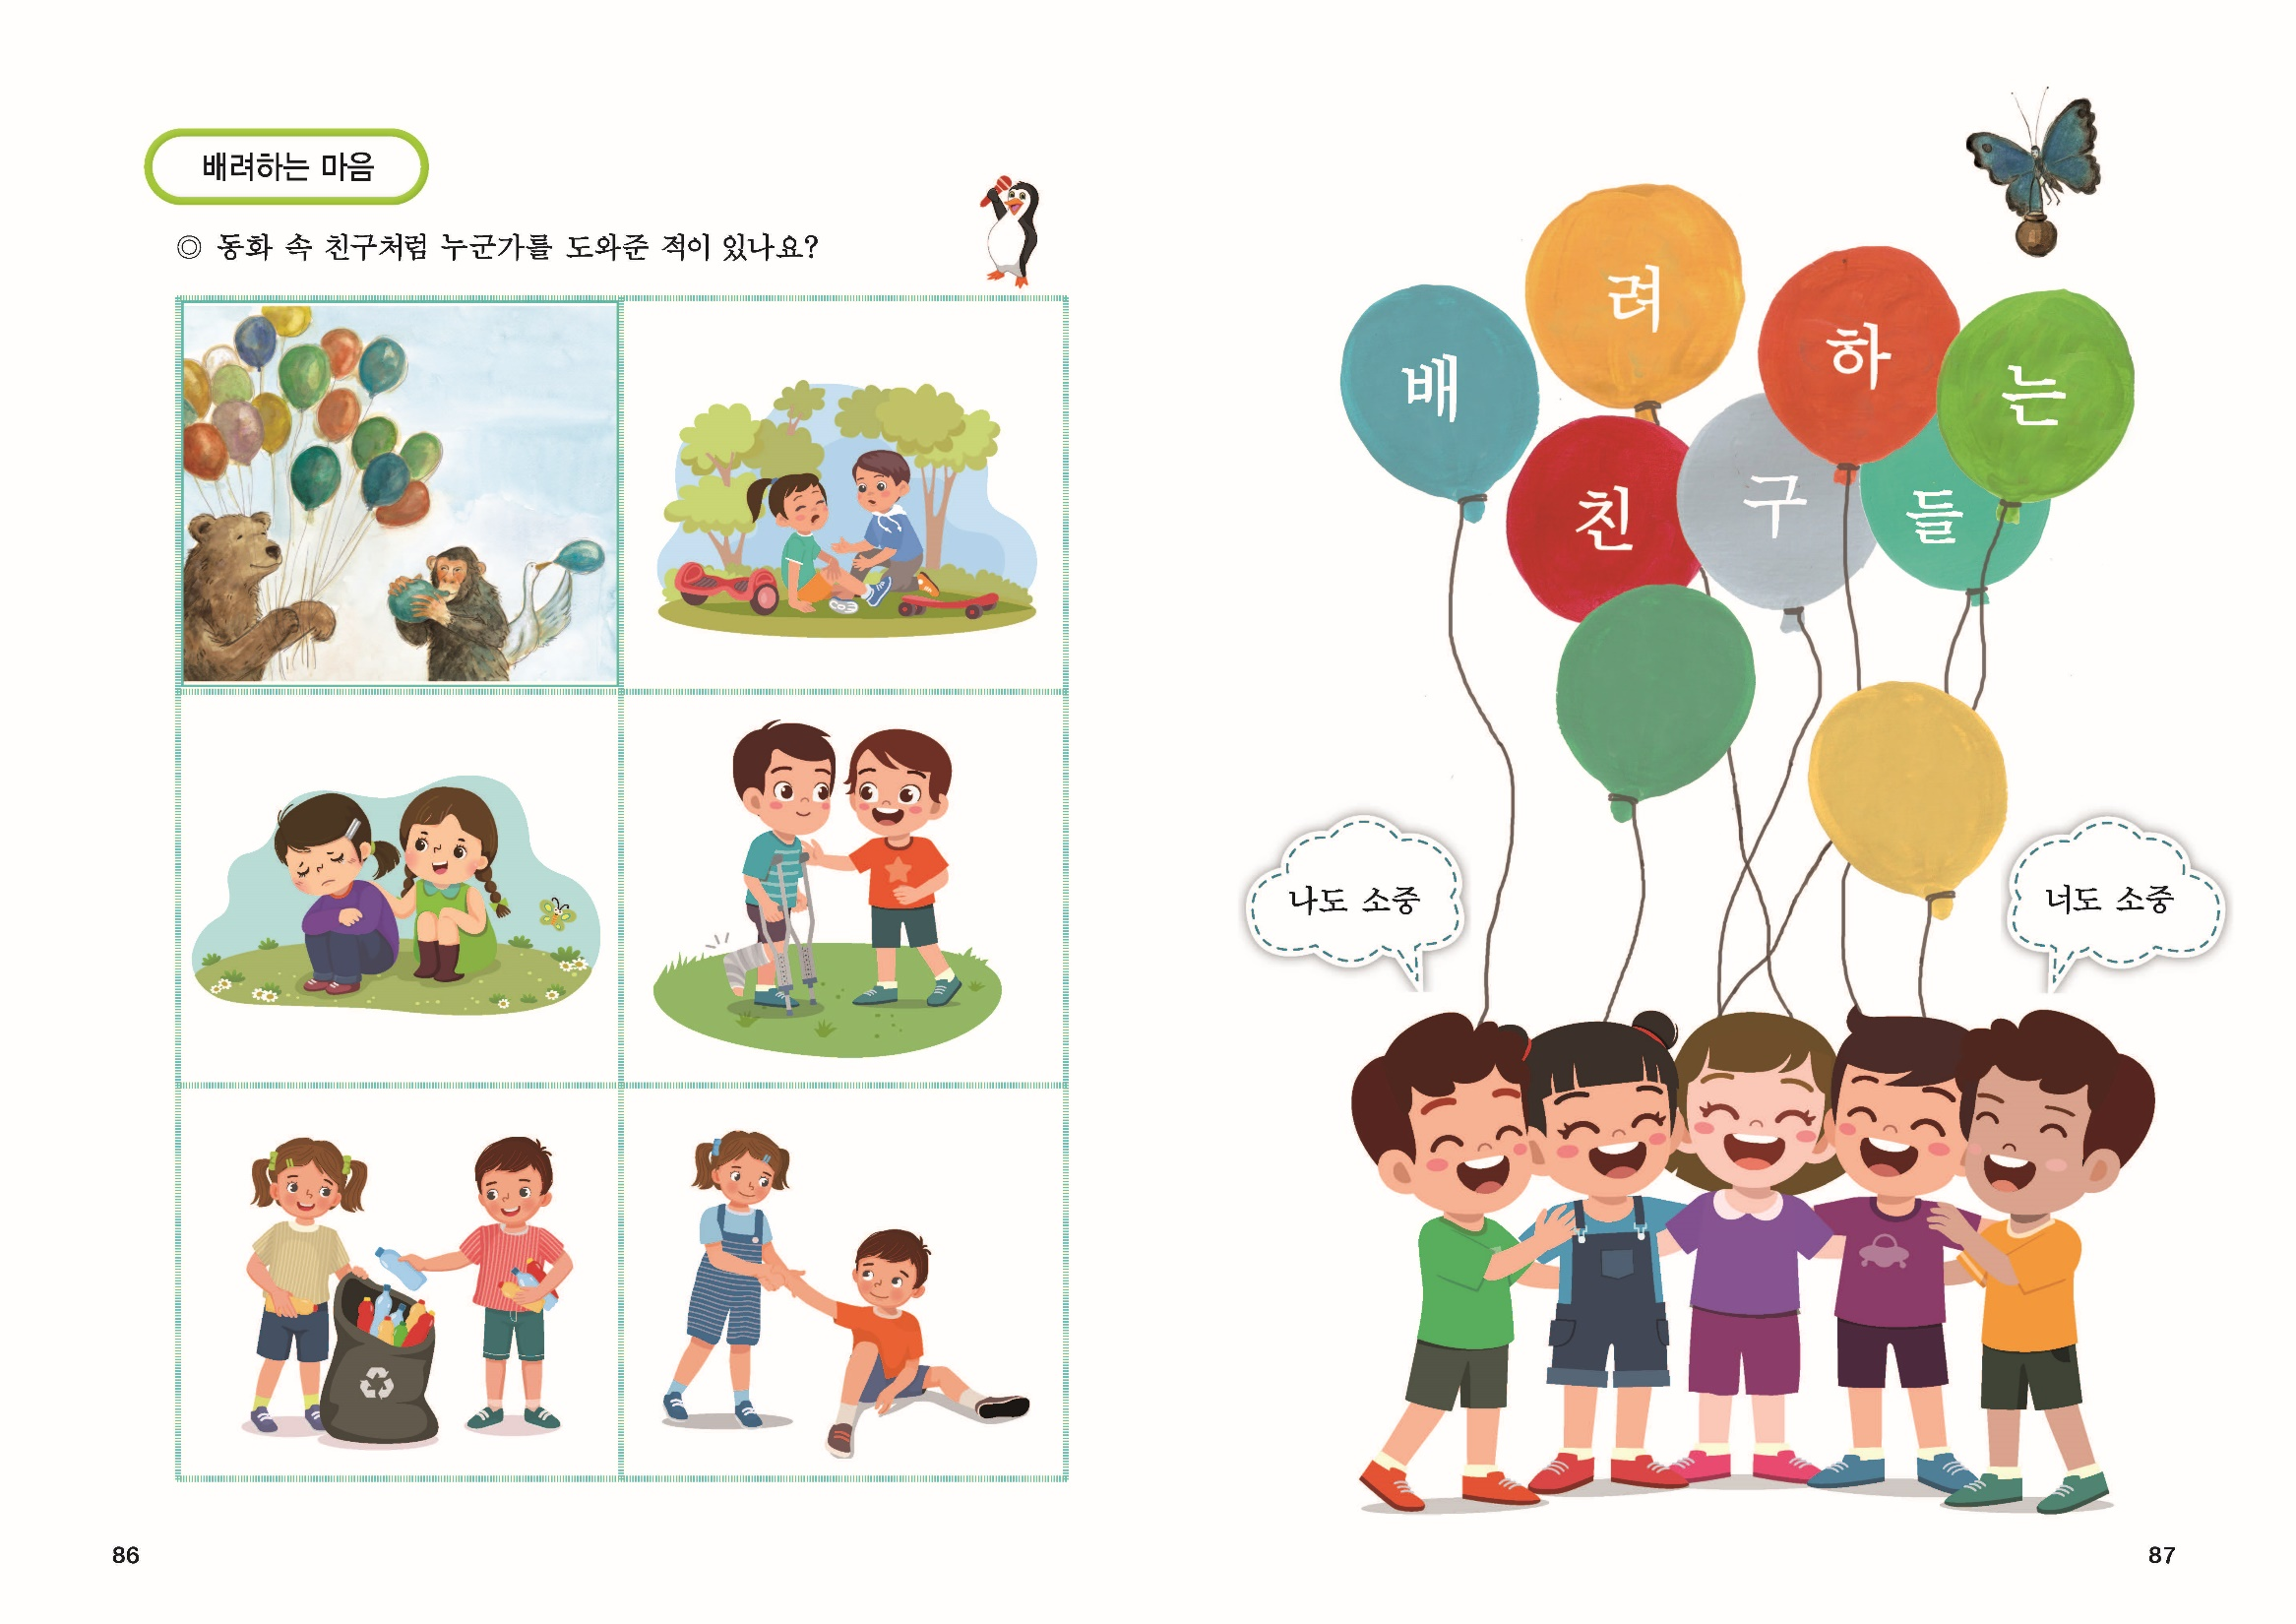 배려하는 마음
◎ 동화 속 친구처럼 누군가를 도와준 적이 있나요?
86
배려하는
친구들
나도 소중
너도 소중
87